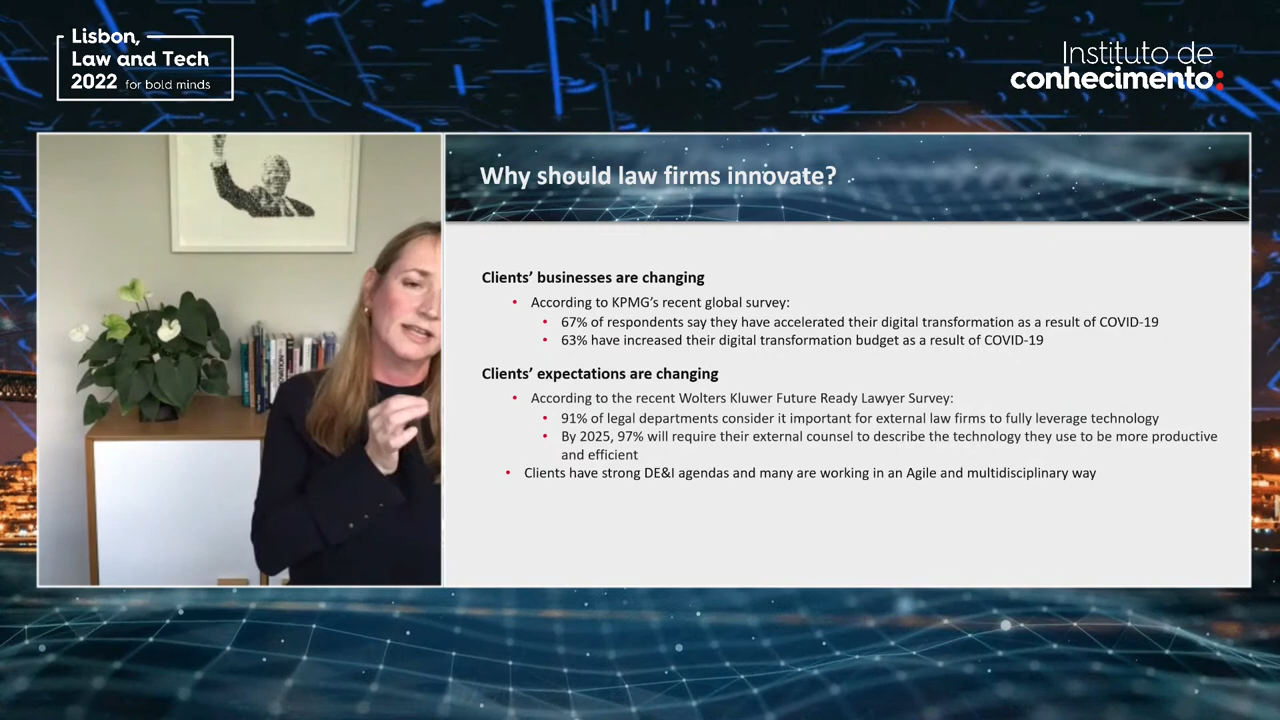 Lisbon,
Law and Tech
2022 for bold minds
Instituto de
conhecimento:
Why should law firms innovate?
Clients' businesses are changing
• According to KPMG's recent global survey:
• 67% of respondents say they have accelerated their digital transformation as a result of COVID-19
• 63% have increased their digital transformation budget as a result of COVID-19
Clients' expectations are changing
• According to the recent Wolters Kluwer Future Ready Lawyer Survey:
• 91% of legal departments consider it important for external law firms to fully leverage technology
• By 2025, 97% will require their external counsel to describe the technology they use to be more productive
and efficient
• Clients have strong DE&I agendas and many are working in an Agile and multidisciplinary way